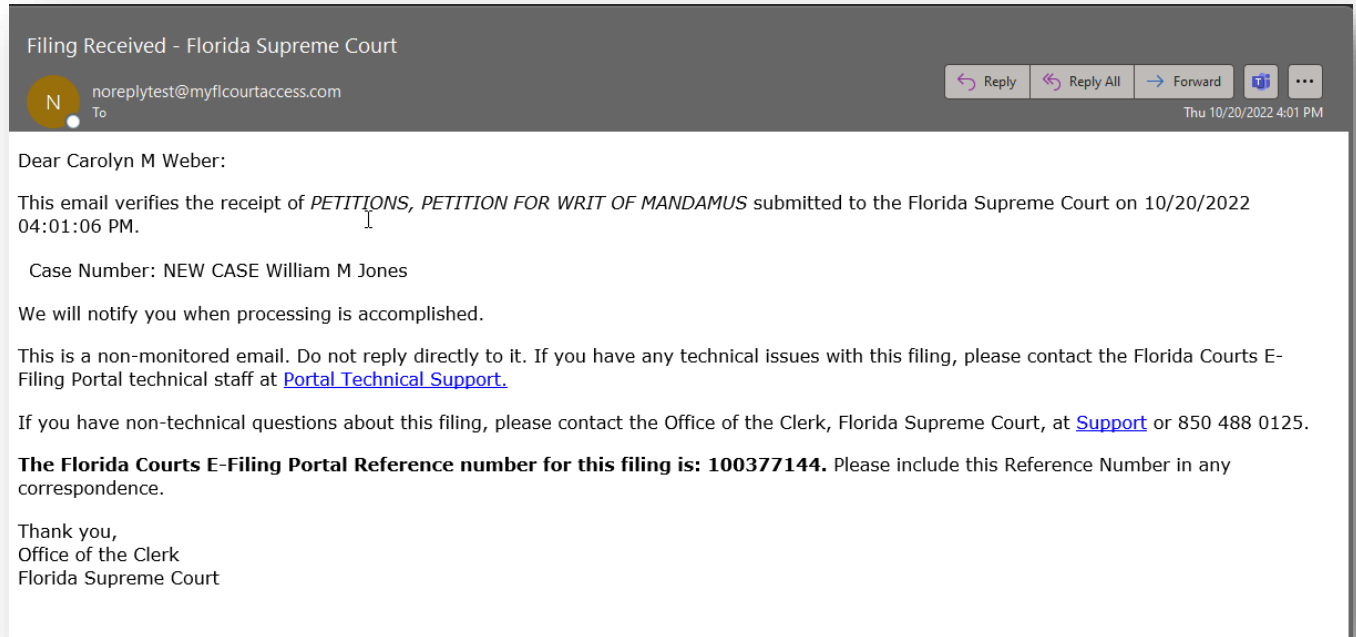 Filing Received - Florida Supreme Court
N
noreplytest@myflcourtaccess.com
To
Reply
Reply All
Forward
Thu 10/20/2022 4:01 PM
Dear Carolyn M Weber:
This email verifies the receipt of PETITIONS, PETITION FOR WRIT OF MANDAMUS submitted to the Florida Supreme Court on 10/20/2022
04:01:06 PM.
Case Number: NEW CASE William M Jones
We will notify you when processing is accomplished.
This is a non-monitored email. Do not reply directly to it. If you have any technical issues with this filing, please contact the Florida Courts E-
Filing Portal technical staff at Portal Technical Support.
If you have non-technical questions about this filing, please contact the Office of the Clerk, Florida Supreme Court, at Support or 850 488 0125.
The Florida Courts E-Filing Portal Reference number for this filing is: 100377144. Please include this Reference Number in any
correspondence.
Thank you,
Office of the Clerk
Florida Supreme Court